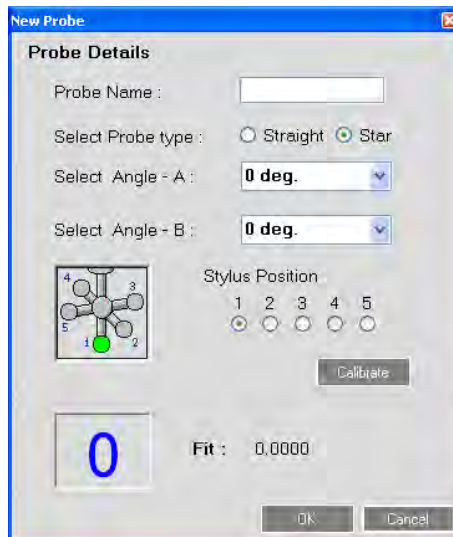 New Probe
Probe Details
Probe Name :
Select Probe type : Straight Star
Select Angle - A : 0 deg.
Select Angle - B : 0 deg.
Stylus Position
1 2 3 4 5
4 3
5
1 2
Calibrate
0 Fit : 0.0000
OK Cancel